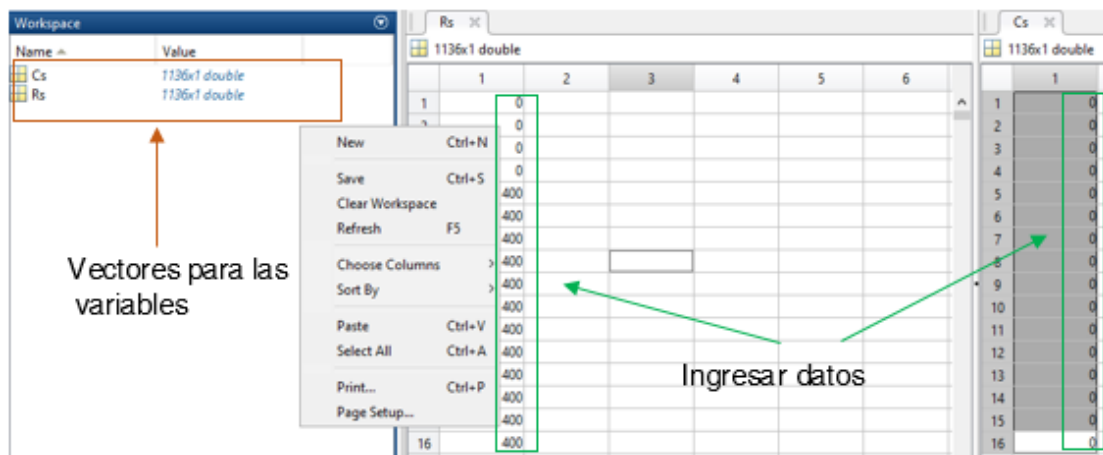 Workspace
Name Value
Cs 1136x1 double
Rs 1136x1 double
Vectores para las
variables
New Ctrl+N
Save Ctrl+S
Clear Workspace
Refresh F5
Choose Columns >
Sort By >
Paste Ctrl+V
Select All Ctrl+A
Print... Ctrl+P
Page Setup...
Rs
1136x1 double
1 2 3 4 5 6
1 0
2 0
0
0
400
400
400
400
400
400
400
400
400
400
400
16 400
Ingresar datos
Cs
1136x1 double
1
1 0
2 0
3 0
4 0
5 0
6 0
7 0
8 0
9 0
10 0
11 0
12 0
13 0
14 0
15 0
16 0